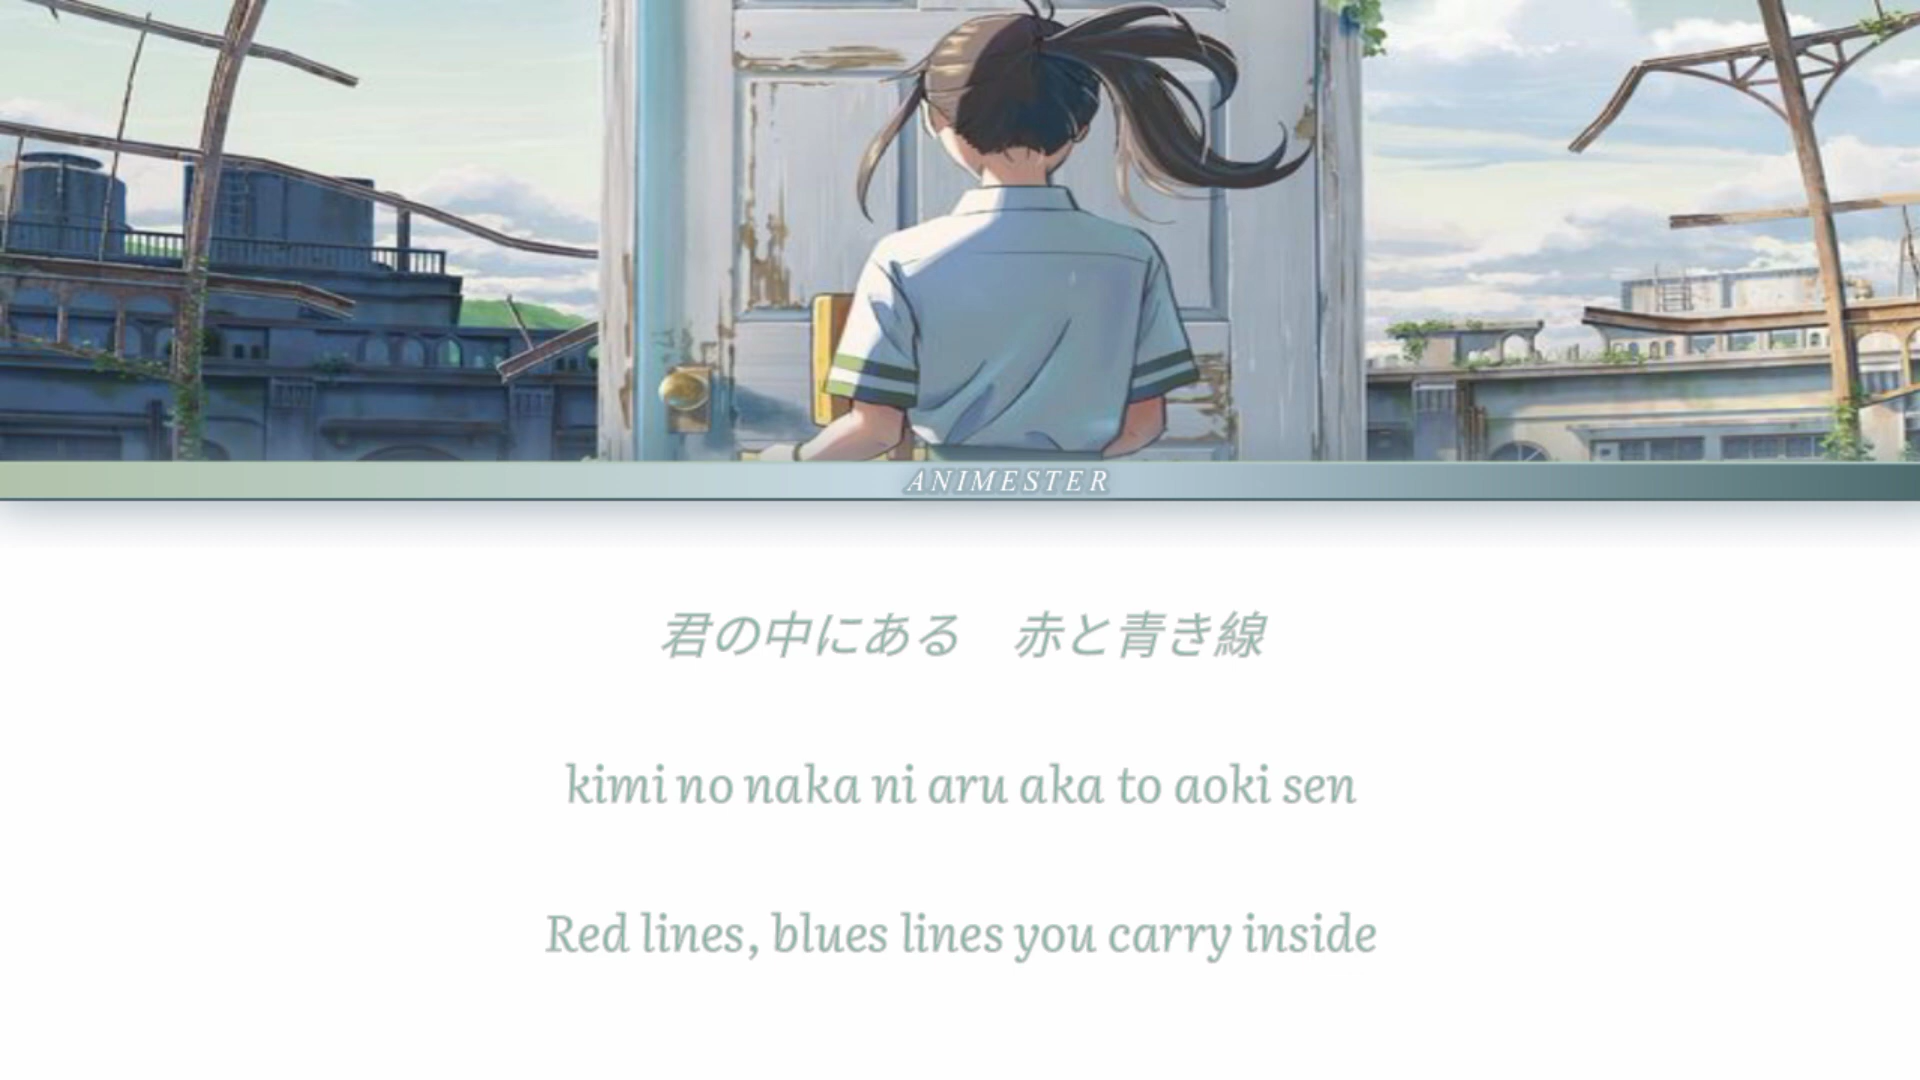 ANIMESTER
君の中にある　赤と青き線
kimi no naka ni aru aka to aoki sen
Red lines, blues lines you carry inside